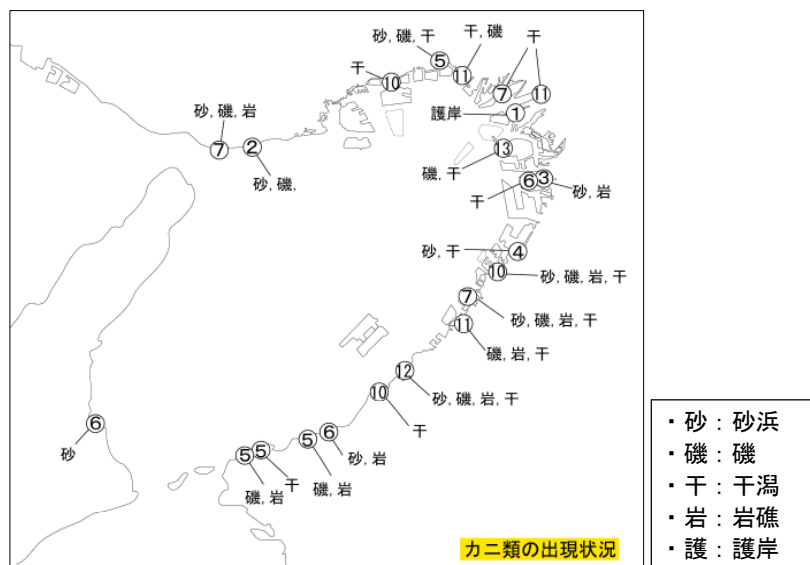 砂, 磯, 干
干, 磯
干
干
⑤
⑪
⑩
⑦
⑪
護岸
①
砂, 磯, 岩
⑦
②
砂, 磯,
⑬
磯, 干
⑥
③
干
砂, 岩
砂, 干
④
⑩
砂, 磯, 岩, 干
⑦
砂, 磯, 岩, 干
⑪
磯, 岩, 干
⑫
砂, 磯, 岩, 干
⑩
干
⑥
砂
⑥
砂, 岩
⑤
磯, 岩
⑤
干
⑤
磯, 岩
カニ類の出現状況
・砂：砂浜
・磯：磯
・干：干潟
・岩：岩礁
・護：護岸